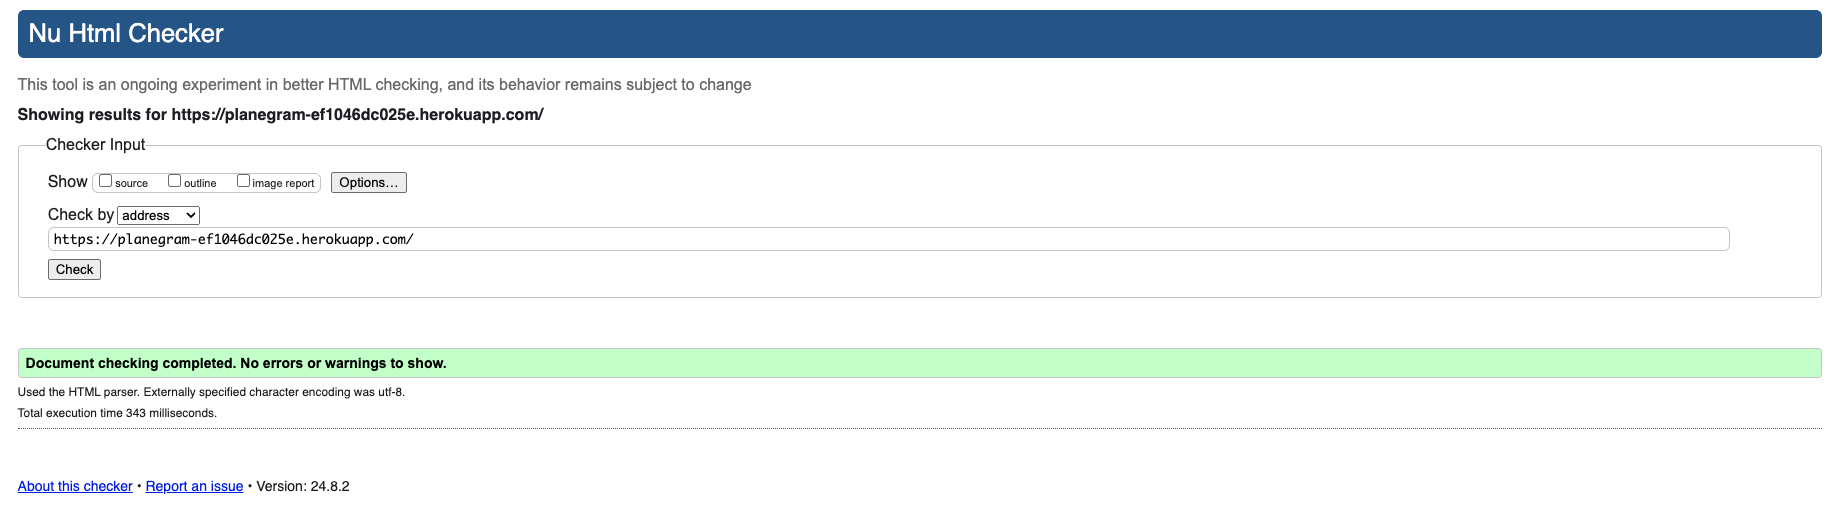 Nu Html Checker
This tool is an ongoing experiment in better HTML checking, and its behavior remains subject to change
Showing results for https://planegram-ef1046dc025e.herokuapp.com/
Checker Input
Show source outline image report Options...
Check by address
https://planegram-ef1046dc025e.herokuapp.com/
Check
Document checking completed. No errors or warnings to show.
Used the HTML parser. Externally specified character encoding was utf-8.
Total execution time 343 milliseconds.
About this checker • Report an issue • Version: 24.8.2